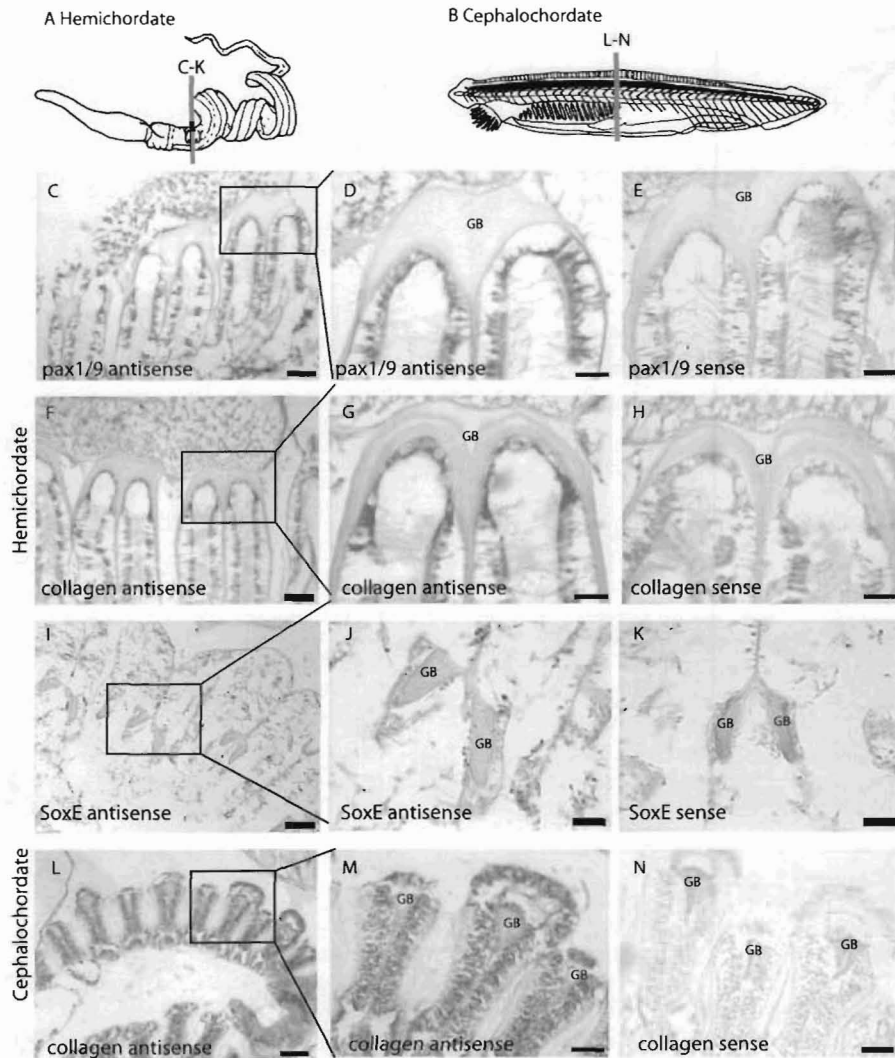 A Hemichordate
B Cephalochordate
C-K
L-N
C
pax1/9 antisense
D
GB
pax1/9 antisense
E
GB
pax1/9 sense
Hemichordate
F
collagen antisense
G
GB
collagen antisense
H
GB
collagen sense
I
SoxE antisense
J
GB
GB
SoxE antisense
K
GB
GB
SoxE sense
Cephalochordate
L
collagen antisense
M
GB
GB
GB
collagen antisense
N
GB
GB
GB
collagen sense